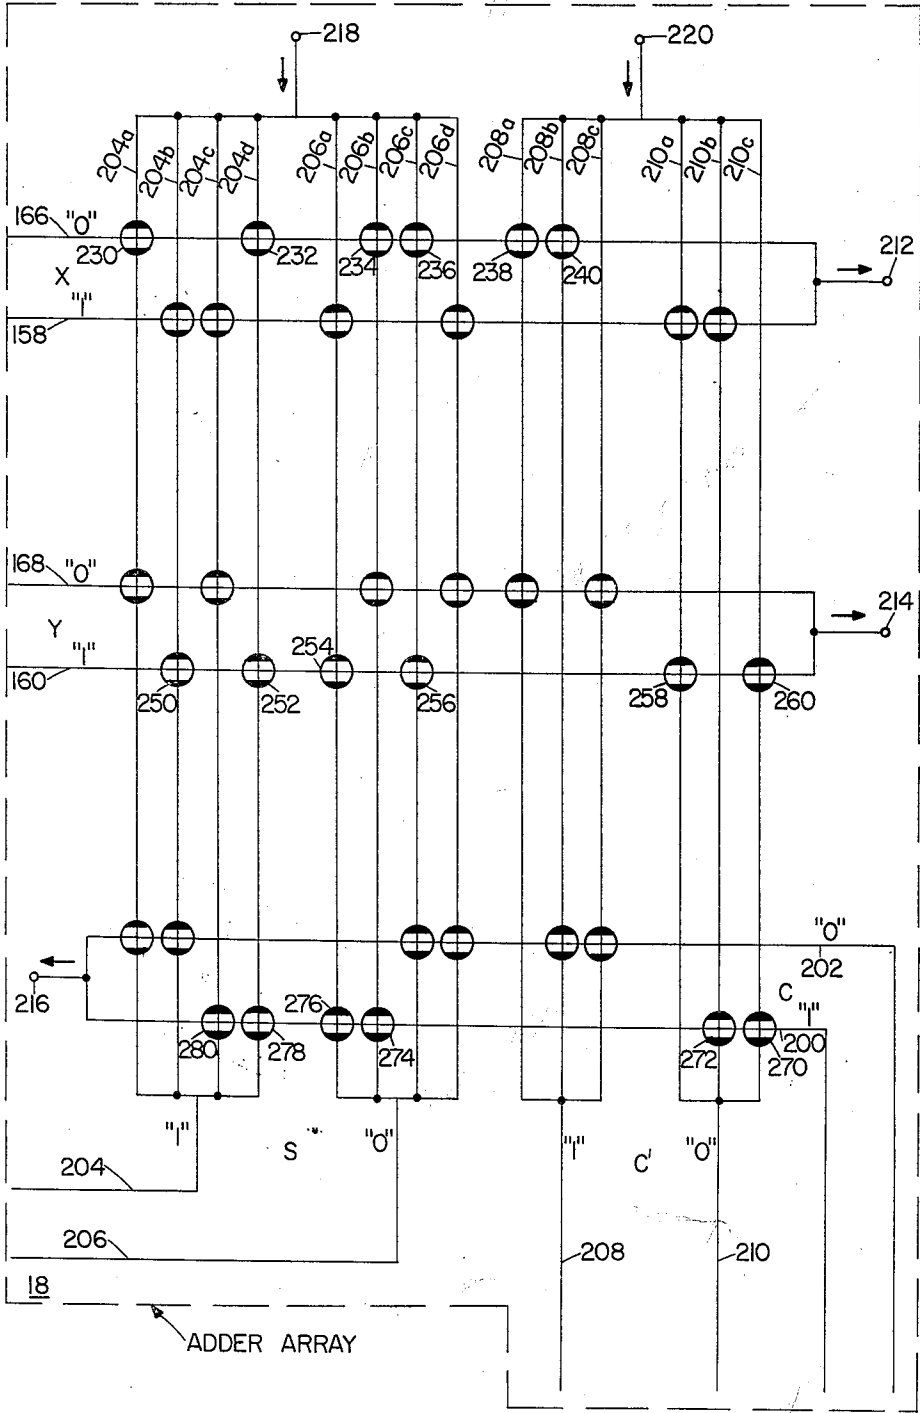 218
220
204a
204b
204c
204d
206a
206b
206c
206d
208a
208b
208c
210a
210b
210c
166 "0"
230
232
234
236
238
240
212
X
"1"
158
168 "0"
214
Y
"1"
160
250
252
254
256
258
260
"0"
202
216
C
"1"
200
280
278
276
274
272
270
"1"
S
"0"
"1"
C'
"0"
204
206
208
210
18
ADDER ARRAY